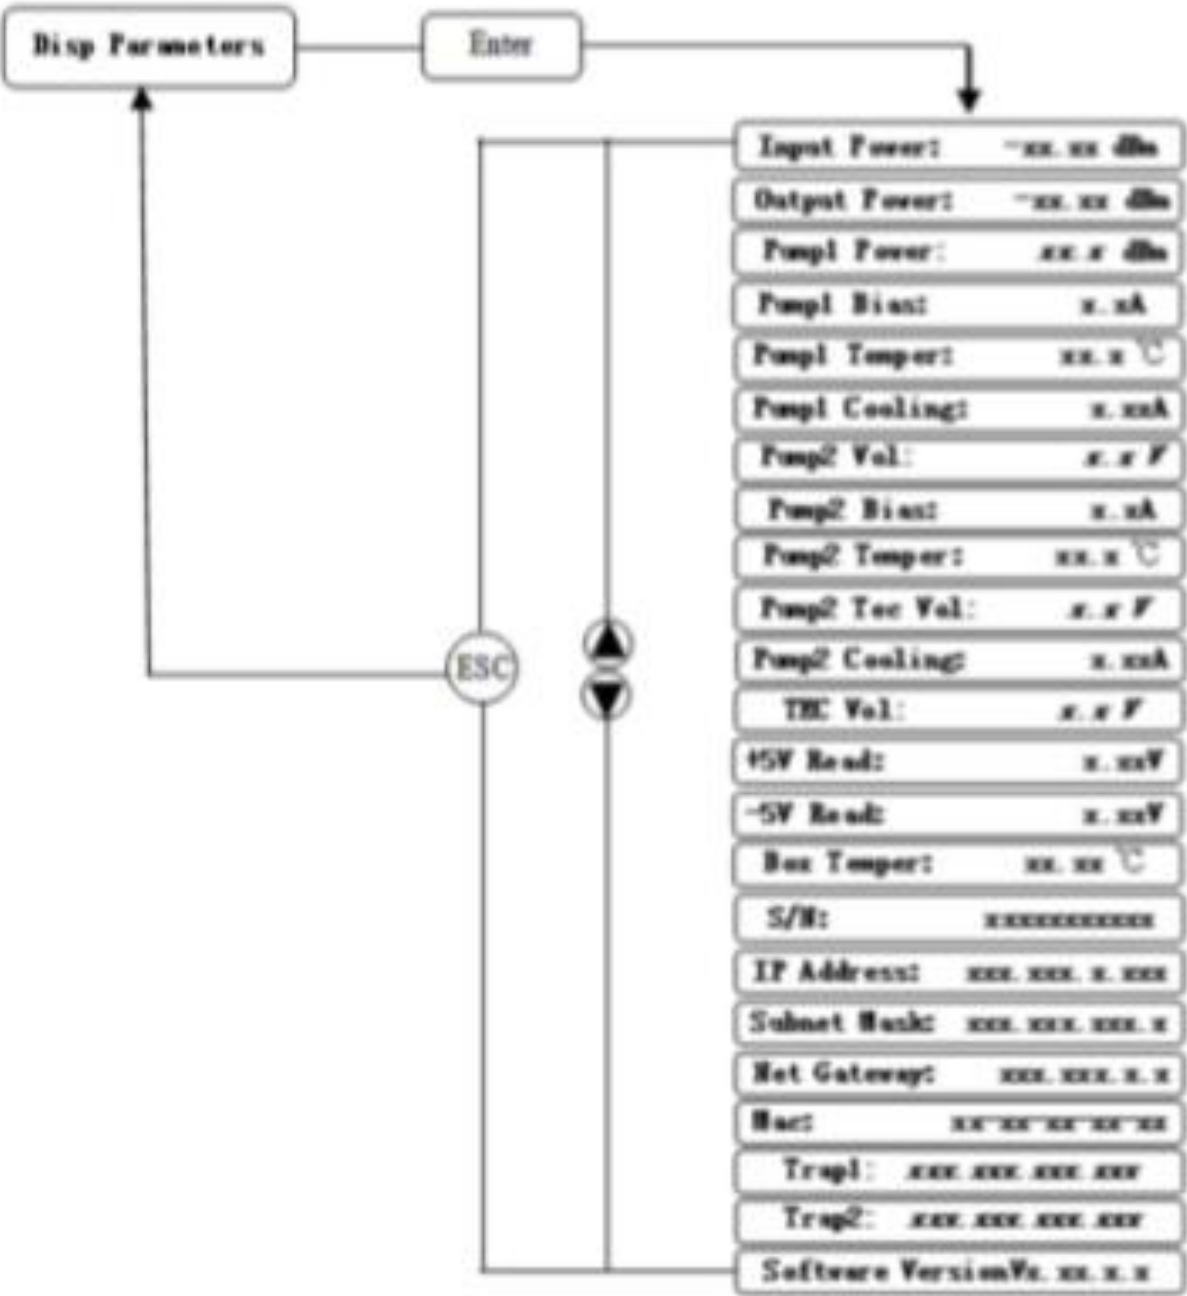 Disp Parameters
Enter
Input Power: -xx.xx dBm
Output Power: -xx.xx dBm
Pump1 Power: xx.x dBm
Pump1 Bias: x.xA
Pump1 Temper: xx.x ℃
Pump1 Cooling: x.xxA
Pump2 Vol: x.x V
Pump2 Bias: x.xA
Pump2 Temper: xx.x ℃
Pump2 Tec Vol: x.x V
ESC
Pump2 Cooling: x.xxA
TEC Vol: x.x V
+5V Read: x.xxV
-5V Read: x.xxV
Box Temper: xx.xx ℃
S/N: xxxxxxxxxxx
IP Address: xxx.xxx.x.xxx
Subnet Mask: xxx.xxx.xxx.x
Net Gateway: xxx.xxx.x.x
Mac: xx-xx-xx-xx-xx
Trap1: xxx.xxx.xxx.xxx
Trap2: xxx.xxx.xxx.xxx
Software VersionVx.xx.x.x